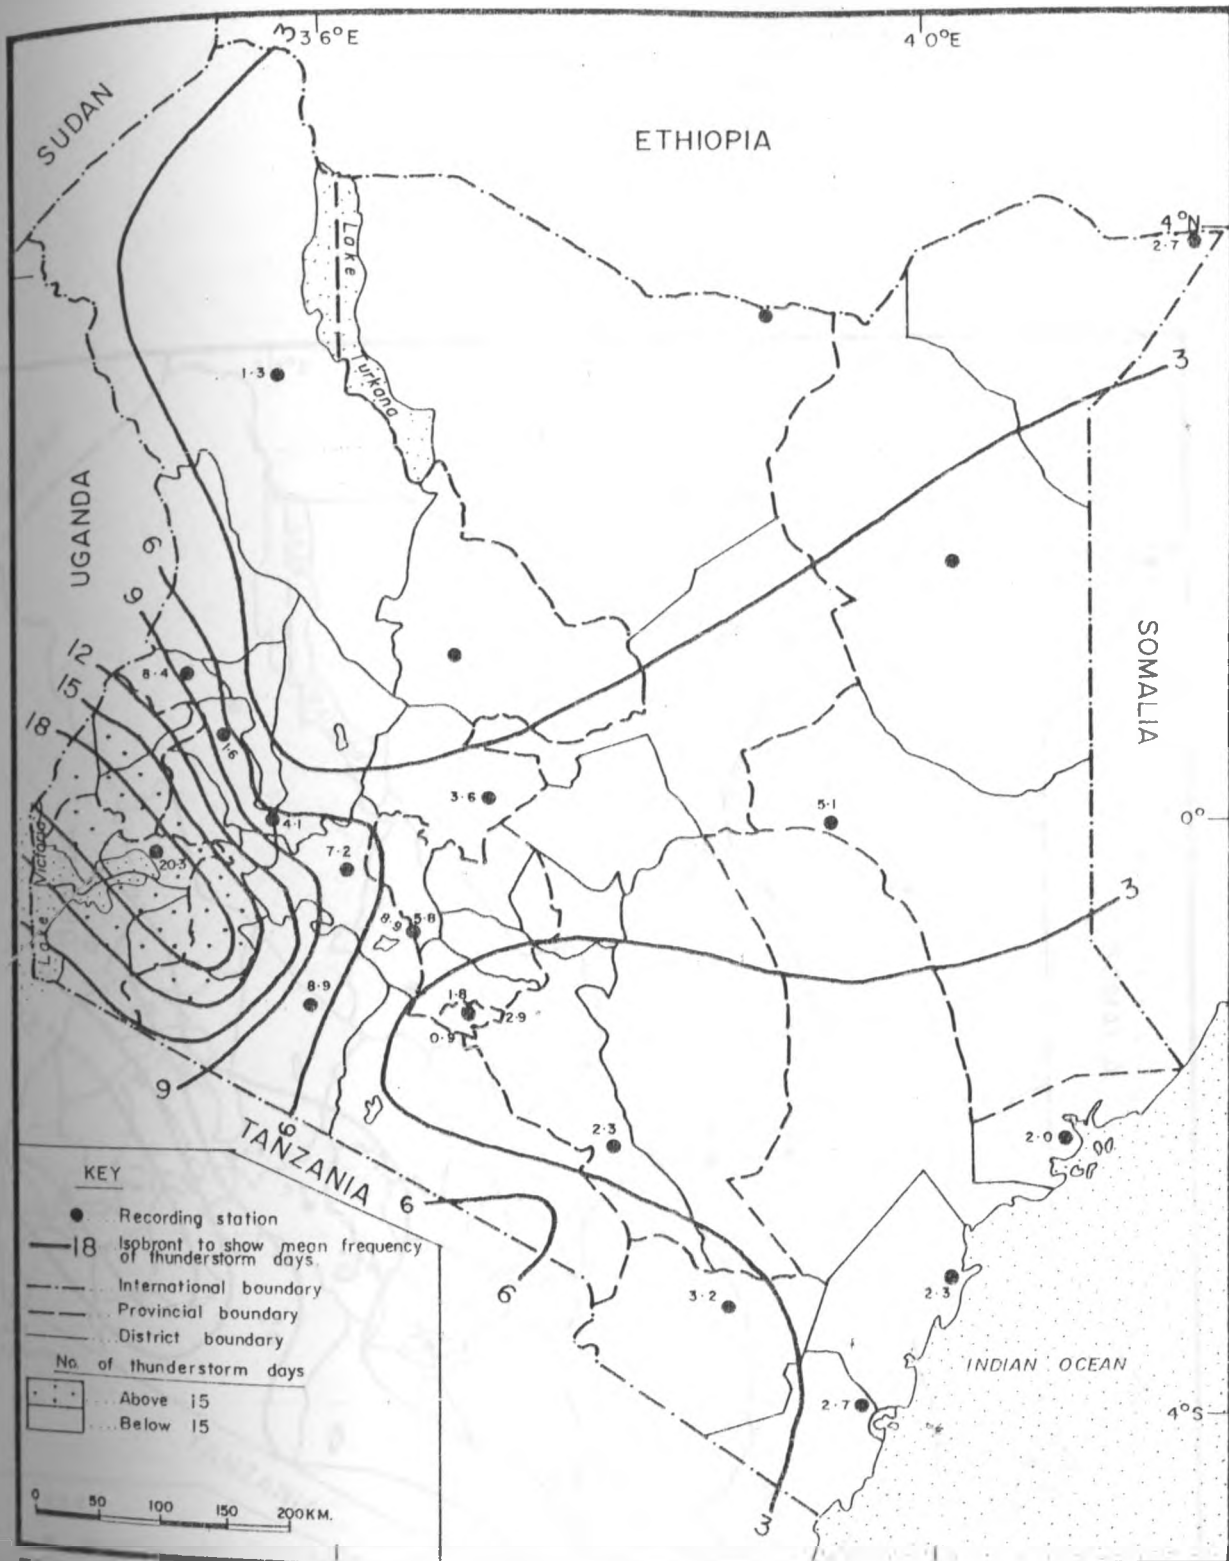 3
36°E
40°E
SUDAN
ETHIOPIA
4°N
2·7
Lake
Turkana
1·3
3
UGANDA
6
9
12
15
18
8·4
1·6
SOMALIA
3·6
5·1
0°
4·1
7·2
20·3
Lake Victoria
3
8·9
5·8
8·9
1·8
2·9
0·9
9
6
TANZANIA
2·3
2·0
6
6
3·2
2·3
INDIAN OCEAN
2·7
4°S
3
KEY
Recording station
18 Isobront to show mean frequency
of thunderstorm days.
International boundary
Provincial boundary
District boundary
No. of thunderstorm days
Above 15
Below 15
0 50 100 150 200KM.